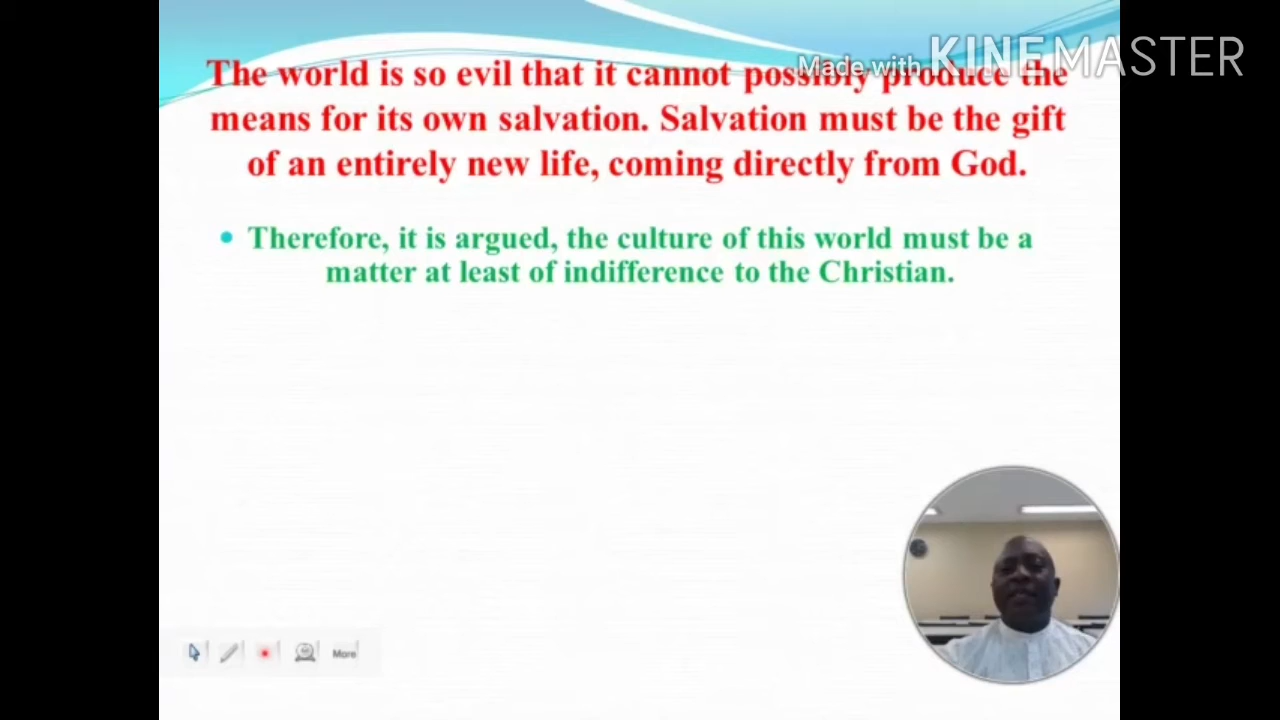 Made with KINEMASTER
The world is so evil that it cannot possibly produce the
means for its own salvation. Salvation must be the gift
of an entirely new life, coming directly from God.
Therefore, it is argued, the culture of this world must be a
matter at least of indifference to the Christian.
More